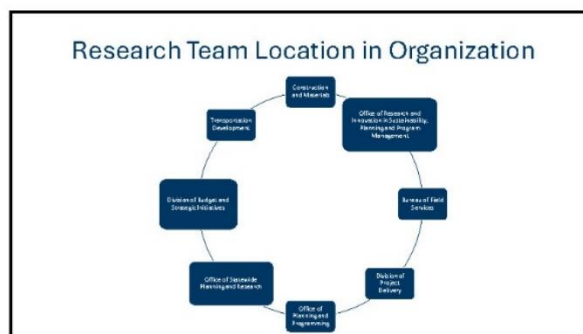 Research Team Location in Organization
Construction
and Materials
Office of Research and
Innovation in Sustainability,
Planning and Program
Management
Bureau of Field
Services
Division of
Project
Delivery
Office of
Planning and
Programming
Office of Statewide
Planning and Research
Division of Budget and
Strategic Initiatives
Transportation
Development